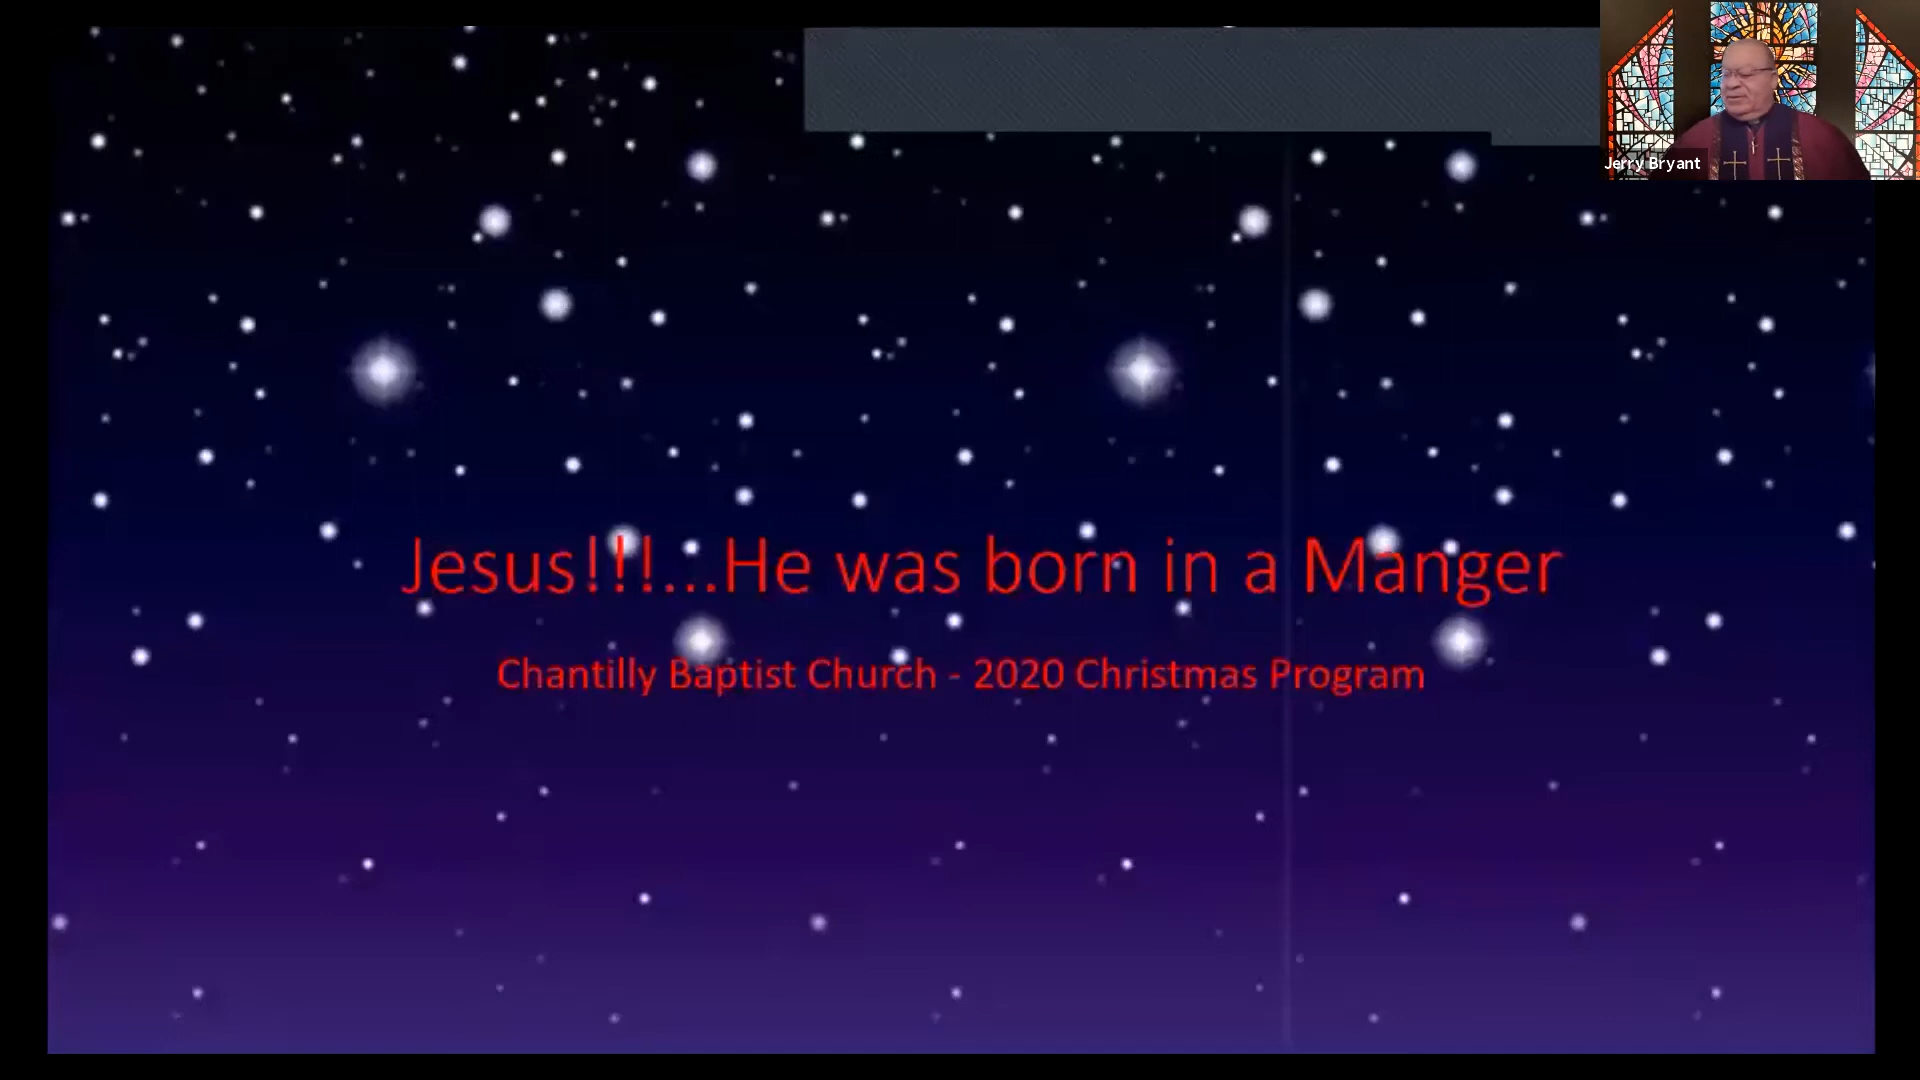 Jerry Bryant
Jesus!!!...He was born in a Manger
Chantilly Baptist Church - 2020 Christmas Program